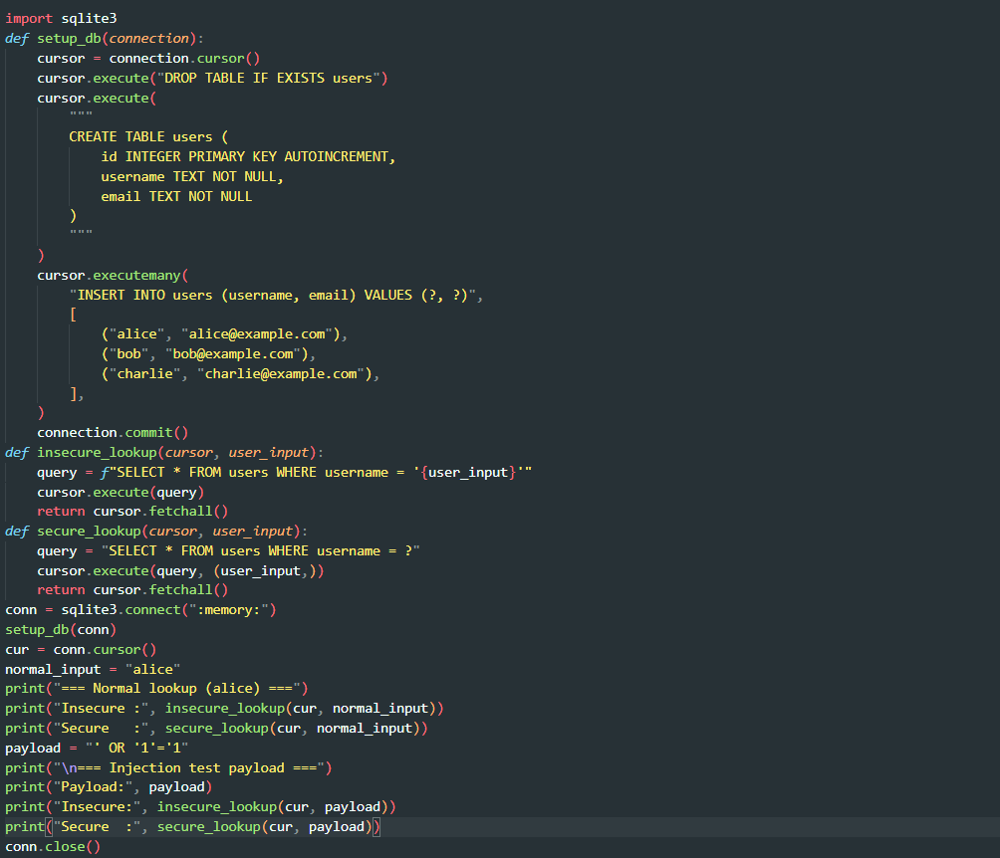 import sqlite3
def setup_db(connection):
    cursor = connection.cursor()
    cursor.execute("DROP TABLE IF EXISTS users")
    cursor.execute(
        """
        CREATE TABLE users (
            id INTEGER PRIMARY KEY AUTOINCREMENT,
            username TEXT NOT NULL,
            email TEXT NOT NULL
        )
        """
    )
    cursor.executemany(
        "INSERT INTO users (username, email) VALUES (?, ?)",
        [
            ("alice", "alice@example.com"),
            ("bob", "bob@example.com"),
            ("charlie", "charlie@example.com"),
        ],
    )
    connection.commit()
def insecure_lookup(cursor, user_input):
    query = f"SELECT * FROM users WHERE username = '{user_input}'"
    cursor.execute(query)
    return cursor.fetchall()
def secure_lookup(cursor, user_input):
    query = "SELECT * FROM users WHERE username = ?"
    cursor.execute(query, (user_input,))
    return cursor.fetchall()
conn = sqlite3.connect(":memory:")
setup_db(conn)
cur = conn.cursor()
normal_input = "alice"
print("=== Normal lookup (alice) ===")
print("Insecure :", insecure_lookup(cur, normal_input))
print("Secure   :", secure_lookup(cur, normal_input))
payload = "' OR '1'='1"
print("\n=== Injection test payload ===")
print("Payload:", payload)
print("Insecure:", insecure_lookup(cur, payload))
print("Secure  :", secure_lookup(cur, payload))
conn.close()